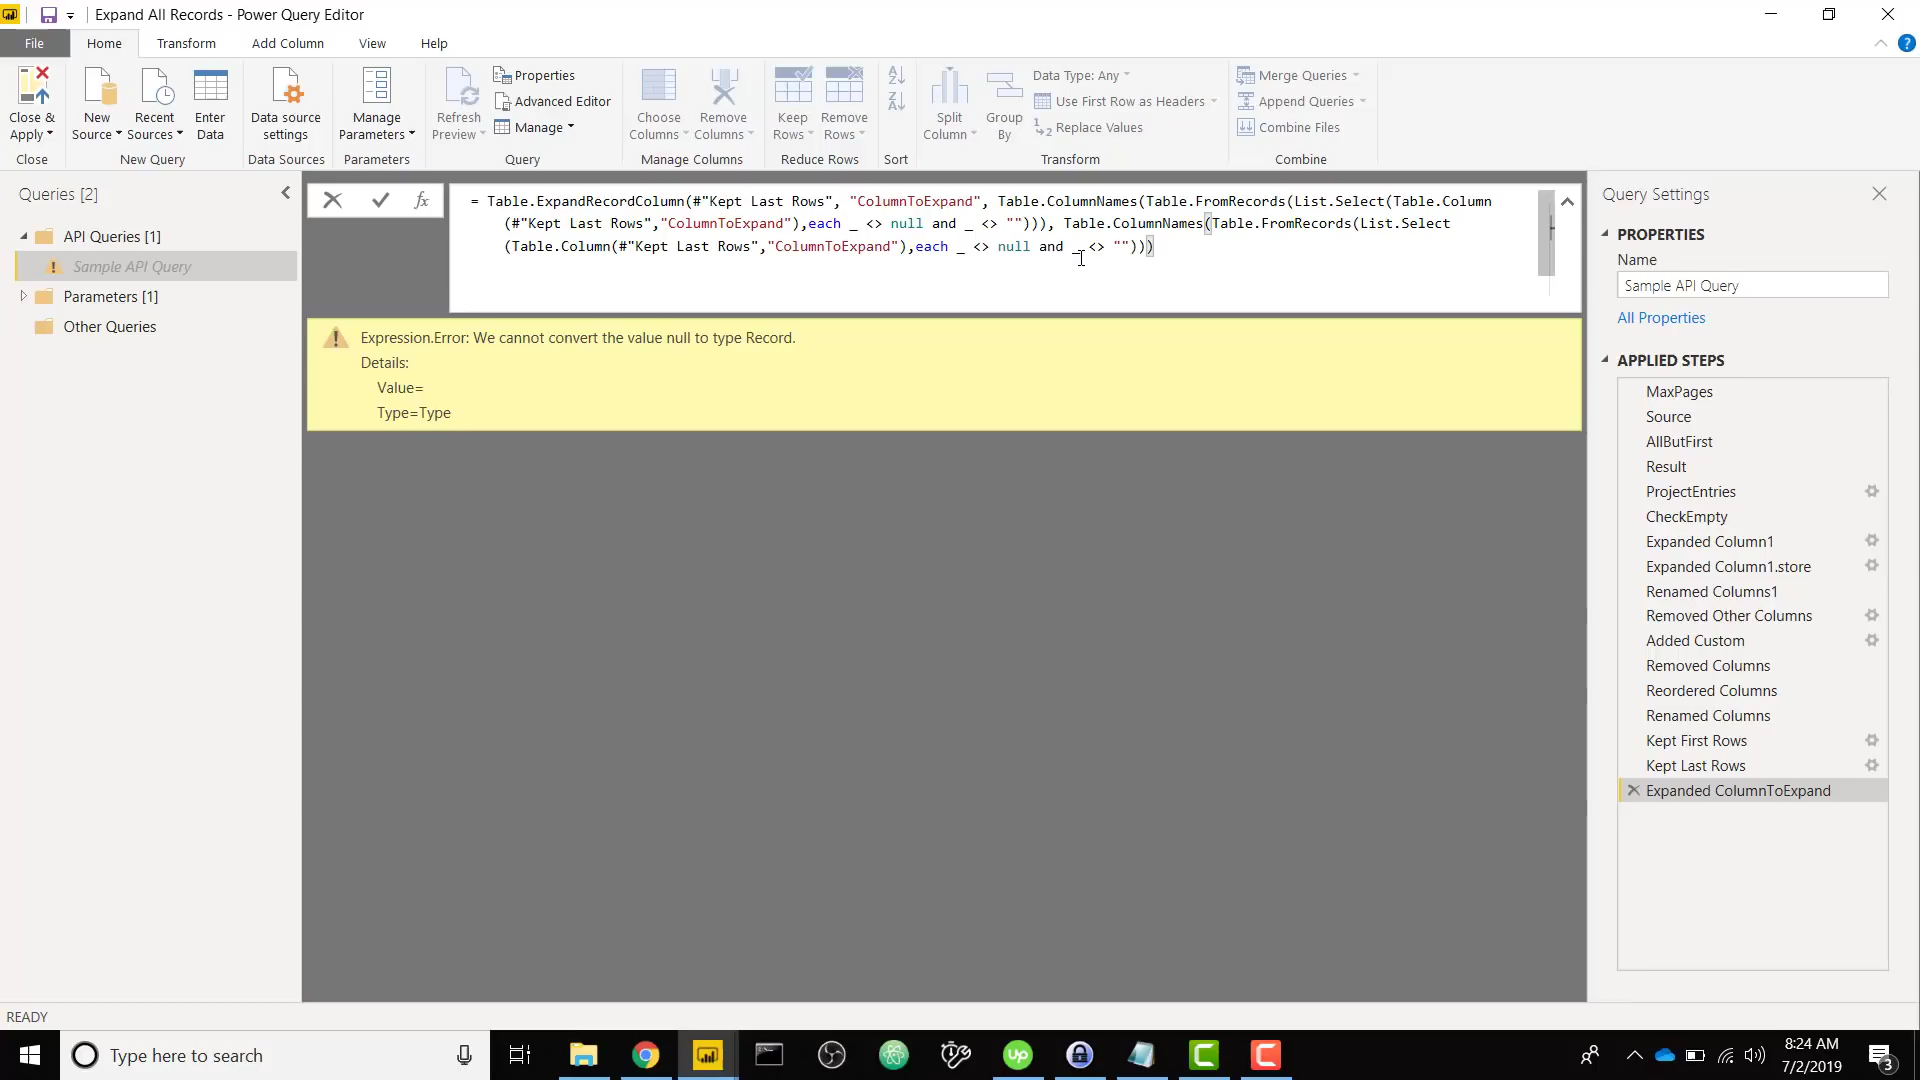 Expand All Records - Power Query Editor
File
Home
Transform
Add Column
View
Help
Close &
Apply
New
Source
Recent
Sources
Enter
Data
Data source
settings
Manage
Parameters
Refresh
Preview
Properties
Advanced Editor
Manage
Choose
Columns
Remove
Columns
Keep
Rows
Remove
Rows
Split
Column
Group
By
Data Type: Any
Use First Row as Headers
Replace Values
Merge Queries
Append Queries
Combine Files
Close
New Query
Data Sources
Parameters
Query
Manage Columns
Reduce Rows
Sort
Transform
Combine
Queries [2]
API Queries [1]
Sample API Query
Parameters [1]
Other Queries
fx
= Table.ExpandRecordColumn(#"Kept Last Rows", "ColumnToExpand", Table.ColumnNames(Table.FromRecords(List.Select(Table.Column
(#"Kept Last Rows","ColumnToExpand"),each _ <> null and _ <> ""))), Table.ColumnNames(Table.FromRecords(List.Select
(Table.Column(#"Kept Last Rows","ColumnToExpand"),each _ <> null and _ <> "")))
Expression.Error: We cannot convert the value null to type Record.
Details:
Value=
Type=Type
Query Settings
PROPERTIES
Name
Sample API Query
All Properties
APPLIED STEPS
MaxPages
Source
AllButFirst
Result
ProjectEntries
CheckEmpty
Expanded Column1
Expanded Column1.store
Renamed Columns1
Removed Other Columns
Added Custom
Removed Columns
Reordered Columns
Renamed Columns
Kept First Rows
Kept Last Rows
Expanded ColumnToExpand
READY
Type here to search
up
8:24 AM
7/2/2019
3